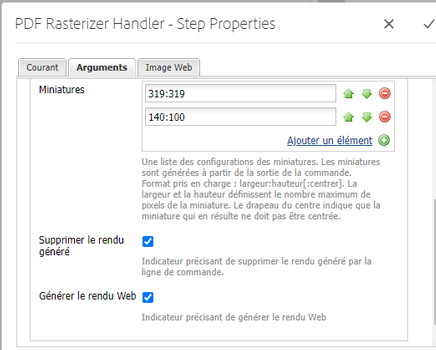 PDF Rasterizer Handler - Step Properties
Courant
Arguments
Image Web
Miniatures
319:319
140:100
Ajouter un élément
Une liste des configurations des miniatures. Les miniatures
sont générées à partir de la sortie de la commande.
Format pris en charge : largeur:hauteur[:centrer]. La
largeur et la hauteur définissent le nombre maximum de
pixels de la miniature. Le drapeau du centre indique que la
miniature qui en résulte ne doit pas être centrée.
Supprimer le rendu
généré
Indicateur précisant de supprimer le rendu généré par la
ligne de commande.
Générer le rendu Web
Indicateur précisant de générer le rendu Web